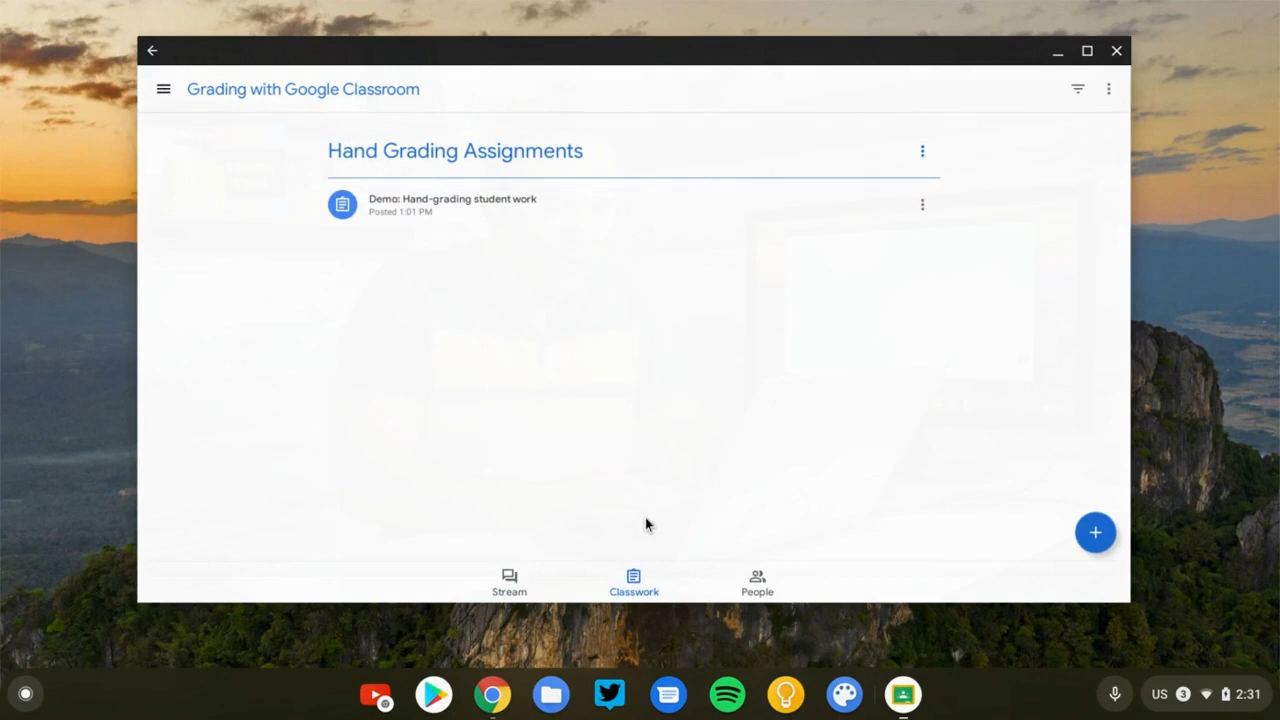 Grading with Google Classroom
Hand Grading Assignments
Demo: Hand-grading student work
Posted 1:01 PM
Stream
Classwork
People
US 3 2:31